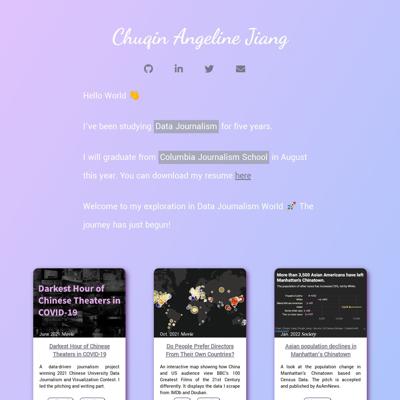 Chuqin Angeline Jiang
Hello World 👋
I've been studying Data Journalism for five years.
I will graduate from Columbia Journalism School in August
this year. You can download my resume here
Welcome to my exploration in Data Journalism World 🚀 The
journey has just begun!
Darkest Hour of
Chinese Theaters in
COVID-19
June 2021 Movie
Darkest Hour of Chinese
Theaters in COVID-19
A data-driven journalism project
winning 2021 Chinese University Data
Journalism and Visualization Contest. I
led the pitching and writing part.
Oct. 2021 Movie
Do People Prefer Directors
From Their Own Countries?
An interactive map showing how China
and US audience view BBC's 100
Greatest Films of the 21st Century
differently. It displays the data I scrape
from IMDb and Douban.
More than 3,500 Asian Americans have left
Manhattan's Chinatown.
Jan. 2022 Society
Asian population declines in
Manhattan's Chinatown
A look at the population change in
Manhattan's Chinatown based on
Census Data. The pitch is accepted
and published by AsAmNews.